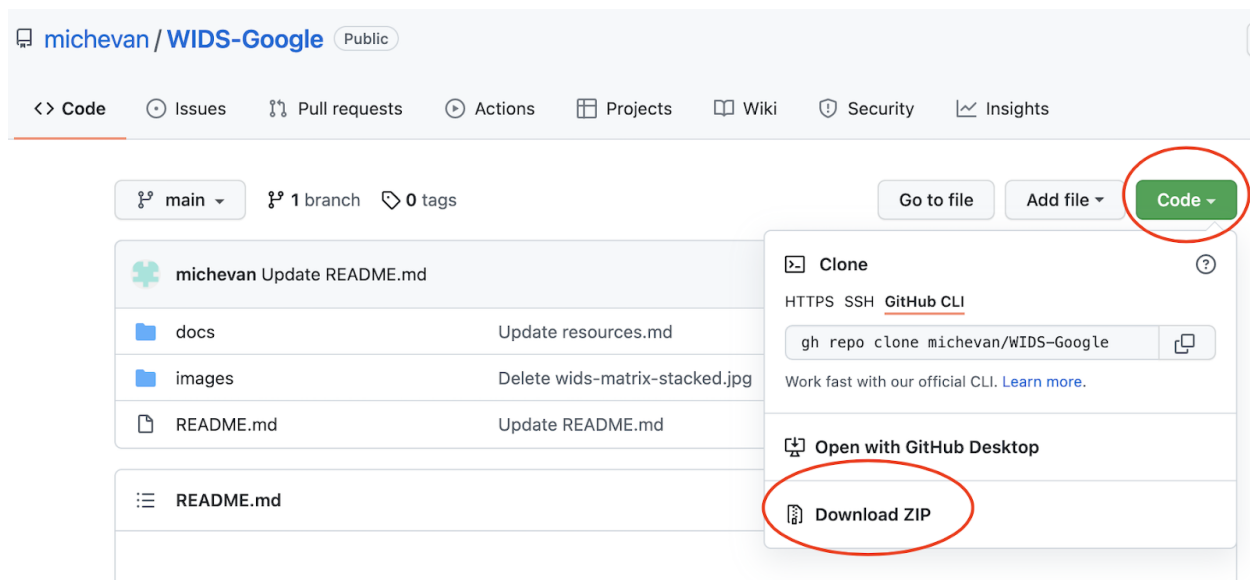 michevan / WIDS-Google Public
Code Issues Pull requests Actions Projects Wiki Security Insights
main 1 branch 0 tags Go to file Add file Code
michevan Update README.md
docs Update resources.md
images Delete wids-matrix-stacked.jpg
README.md Update README.md
README.md
Clone
HTTPS SSH GitHub CLI
gh repo clone michevan/WIDS-Google
Work fast with our official CLI. Learn more.
Open with GitHub Desktop
Download ZIP